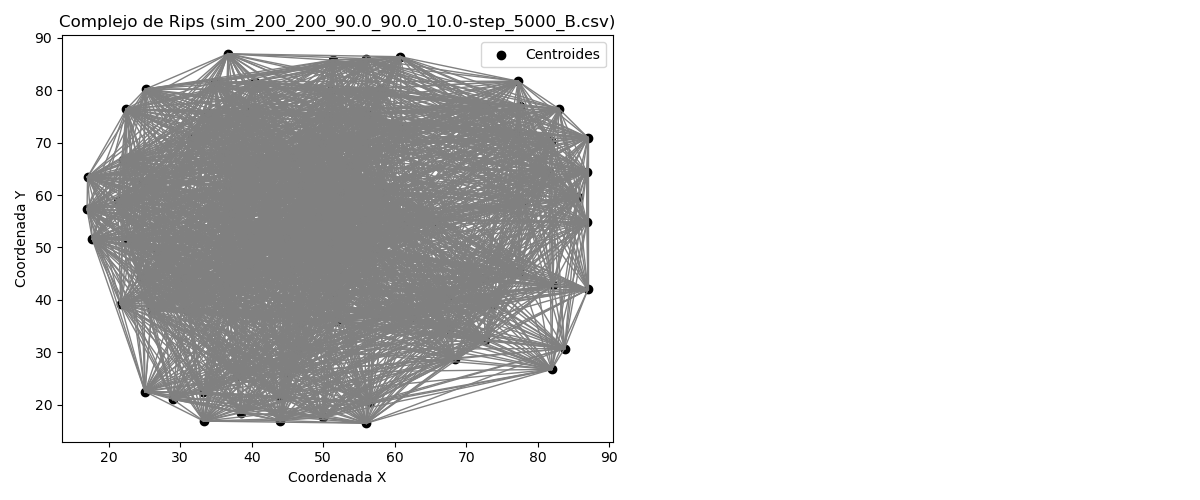 Complejo de Rips (sim_200_200_90.0_90.0_10.0-step_5000_B.csv)
Centroides
90
80
70
60
50
40
30
20
Coordenada Y
20 30 40 50 60 70 80 90
Coordenada X